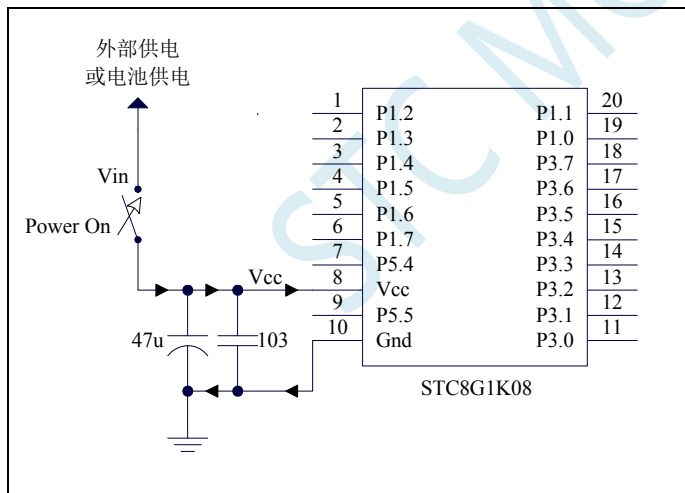 外部供电
或电池供电
Vin
Power On
Vcc
47u
103
1 P1.2 P1.1 20
2 P1.3 P1.0 19
3 P1.4 P3.7 18
4 P1.5 P3.6 17
5 P1.6 P3.5 16
6 P1.7 P3.4 15
7 P5.4 P3.3 14
8 Vcc P3.2 13
9 P5.5 P3.1 12
10 Gnd P3.0 11
STC8G1K08
STC MC